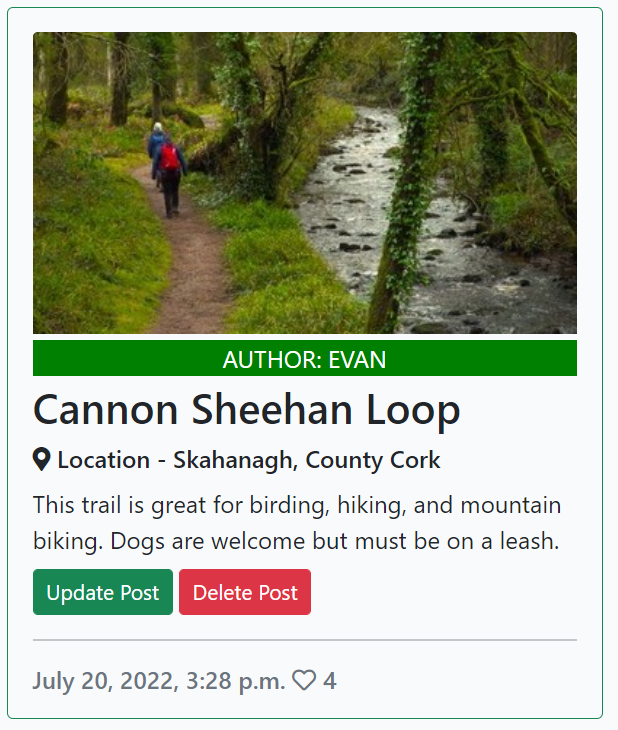 AUTHOR: EVAN
Cannon Sheehan Loop
Location - Skahanagh, County Cork
This trail is great for birding, hiking, and mountain
biking. Dogs are welcome but must be on a leash.
Update Post Delete Post
July 20, 2022, 3:28 p.m. 4